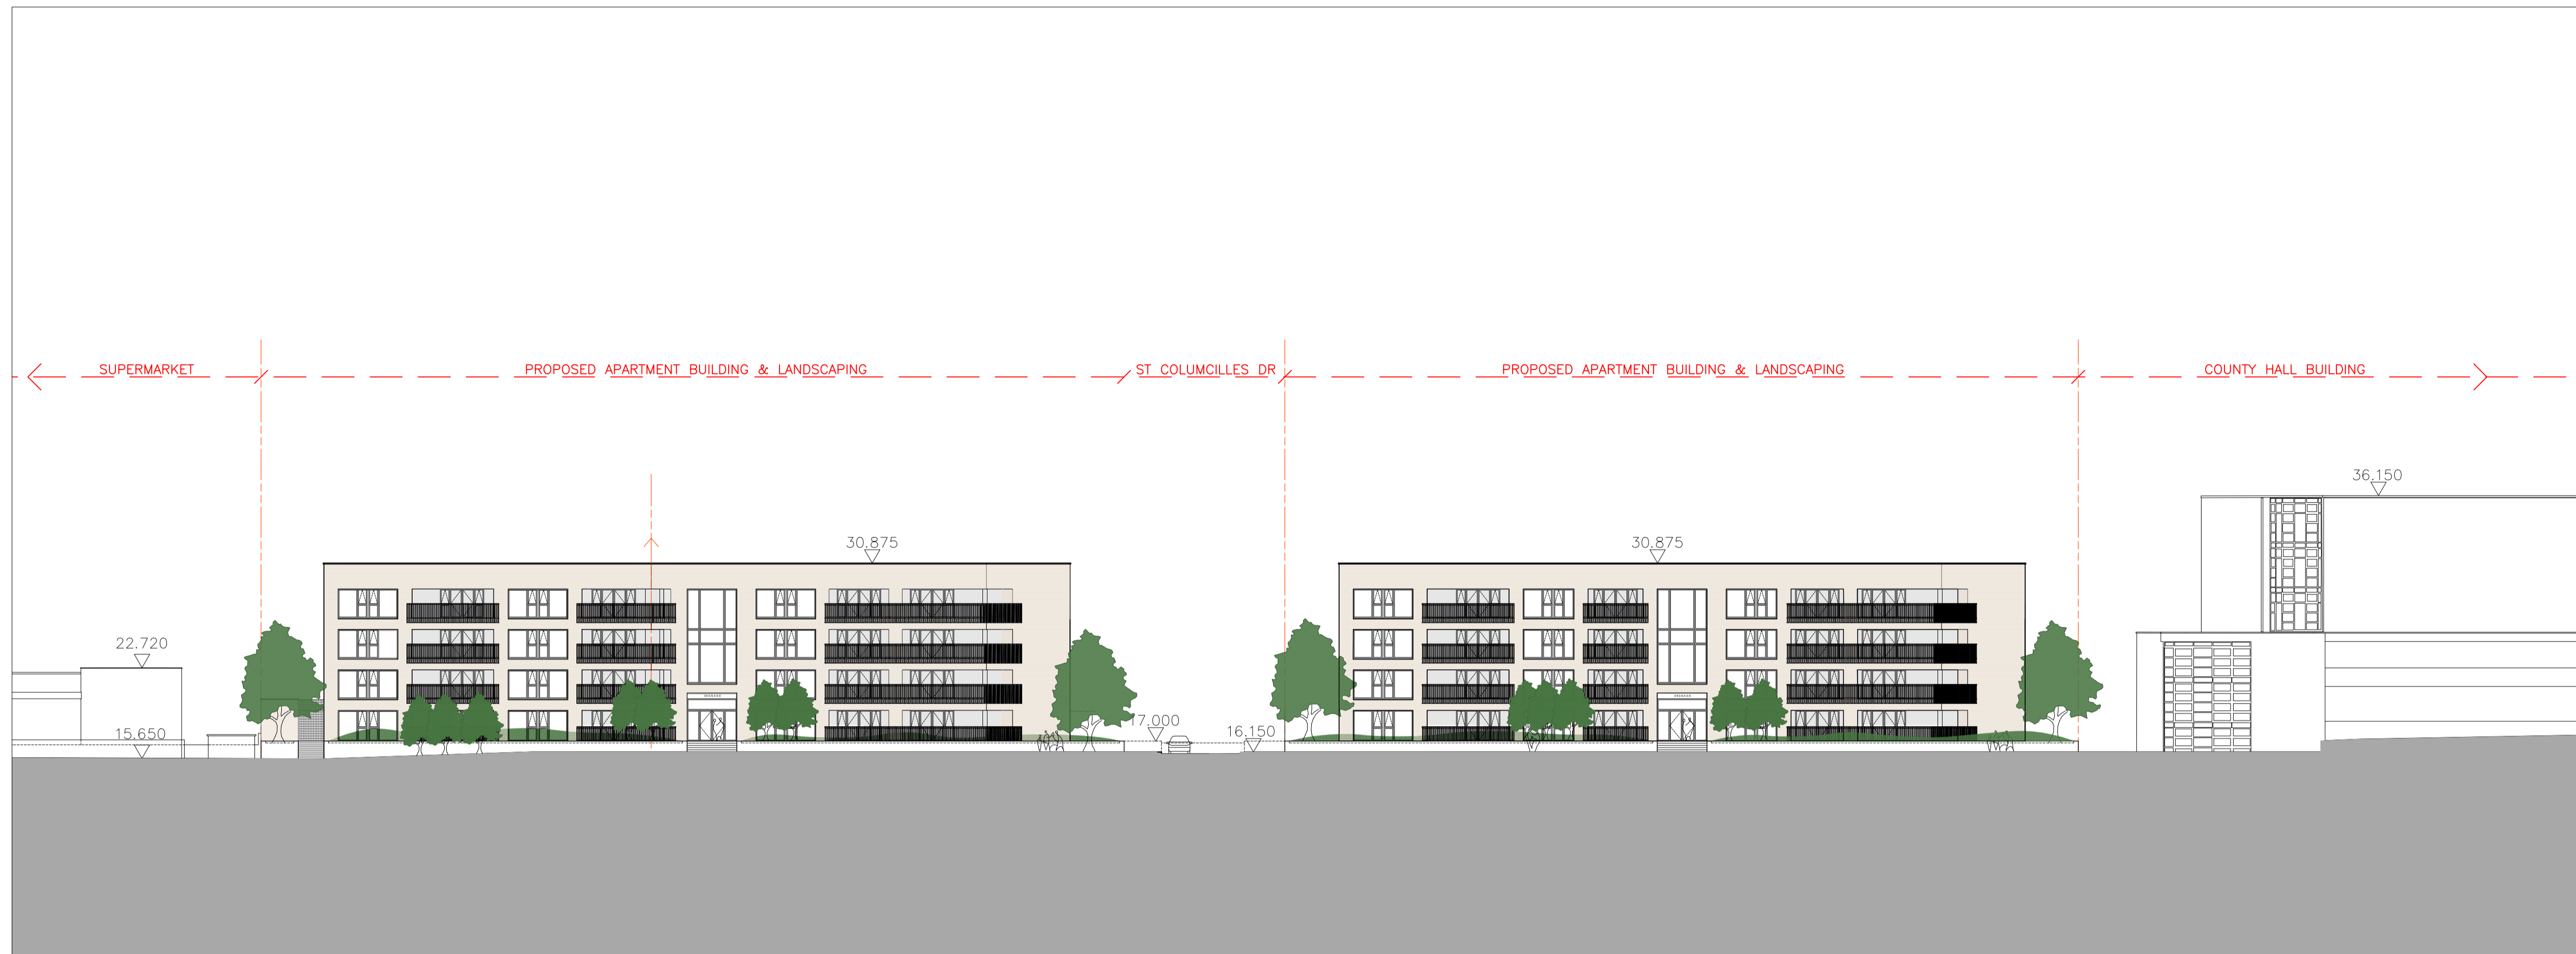 SUPERMARKET
PROPOSED APARTMENT BUILDING & LANDSCAPING
ST COLUMCILLES DR
PROPOSED APARTMENT BUILDING & LANDSCAPING
COUNTY HALL BUILDING
36.150
30.875
30.875
22.720
17.000
15.650
16.150